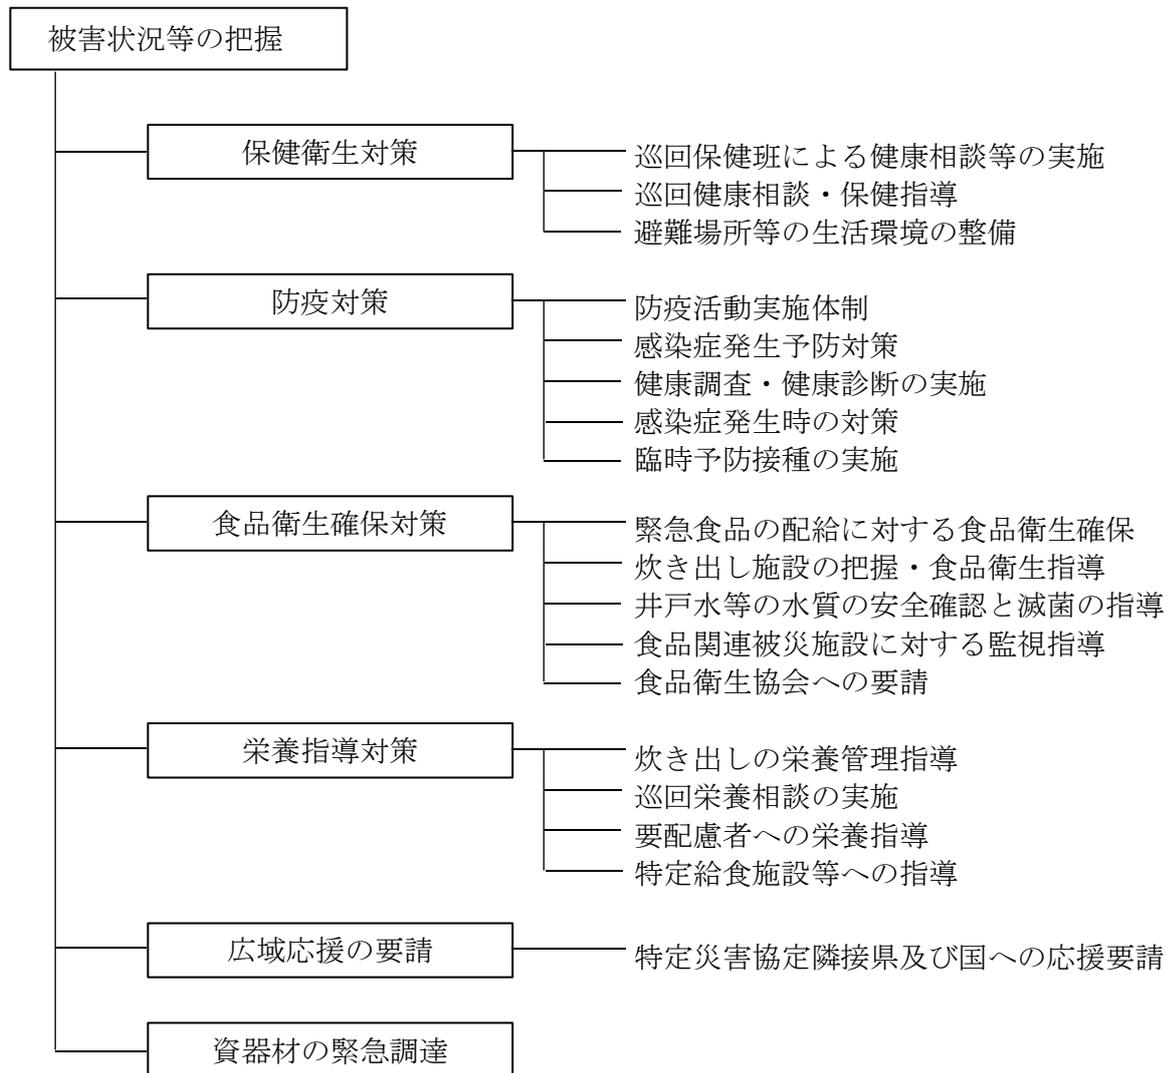 被害状況等の把握
保健衛生対策
巡回保健班による健康相談等の実施
巡回健康相談・保健指導
避難場所等の生活環境の整備
防疫対策
防疫活動実施体制
感染症発生予防対策
健康調査・健康診断の実施
感染症発生時の対策
臨時予防接種の実施
食品衛生確保対策
緊急食品の配給に対する食品衛生確保
炊き出し施設の把握・食品衛生指導
井戸水等の水質の安全確認と滅菌の指導
食品関連被災施設に対する監視指導
食品衛生協会への要請
栄養指導対策
炊き出しの栄養管理指導
巡回栄養相談の実施
要配慮者への栄養指導
特定給食施設等への指導
広域応援の要請
特定災害協定隣接県及び国への応援要請
資器材の緊急調達